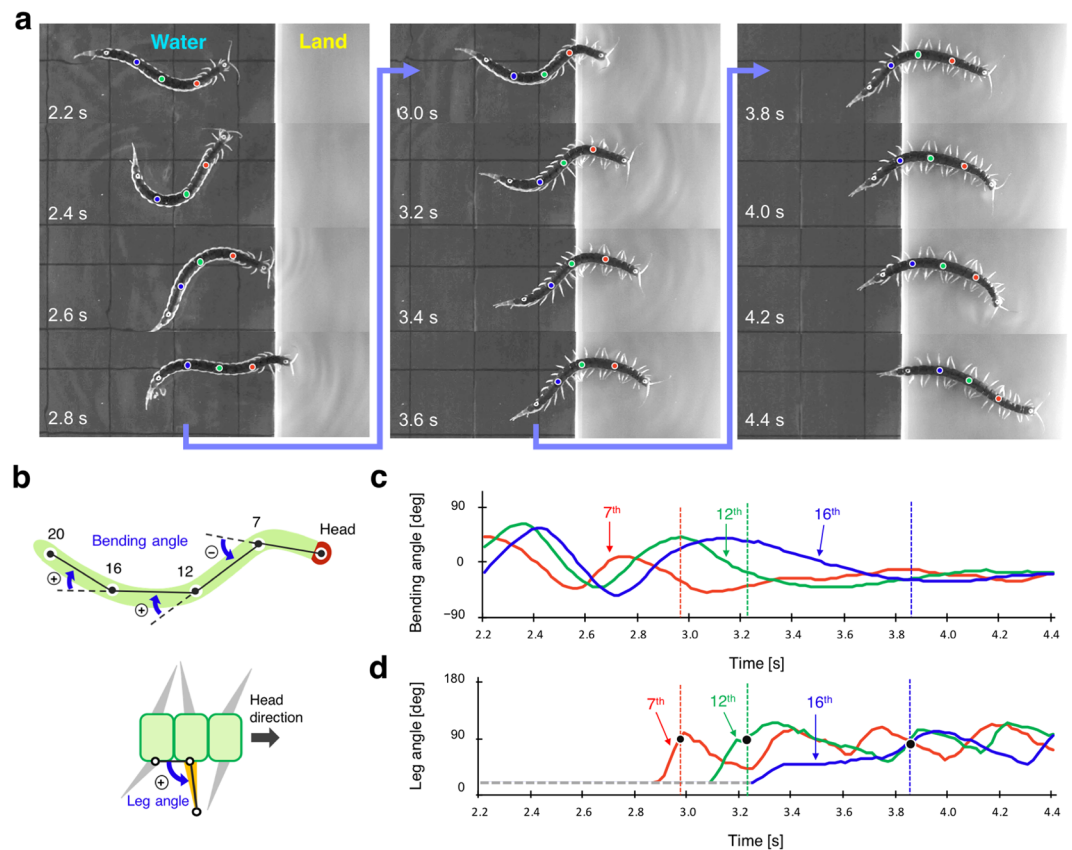 a
Water
Land
2.2 s
2.4 s
2.6 s
2.8 s
3.0 s
3.2 s
3.4 s
3.6 s
3.8 s
4.0 s
4.2 s
4.4 s
b
20
16
12
7
Head
Bending angle
+
+
−
Head
direction
+
Leg angle
c
Bending angle [deg]
90
0
−90
7th
12th
16th
2.2 2.4 2.6 2.8 3.0 3.2 3.4 3.6 3.8 4.0 4.2 4.4
Time [s]
d
Leg angle [deg]
180
90
0
7th
12th
16th
2.2 2.4 2.6 2.8 3.0 3.2 3.4 3.6 3.8 4.0 4.2 4.4
Time [s]